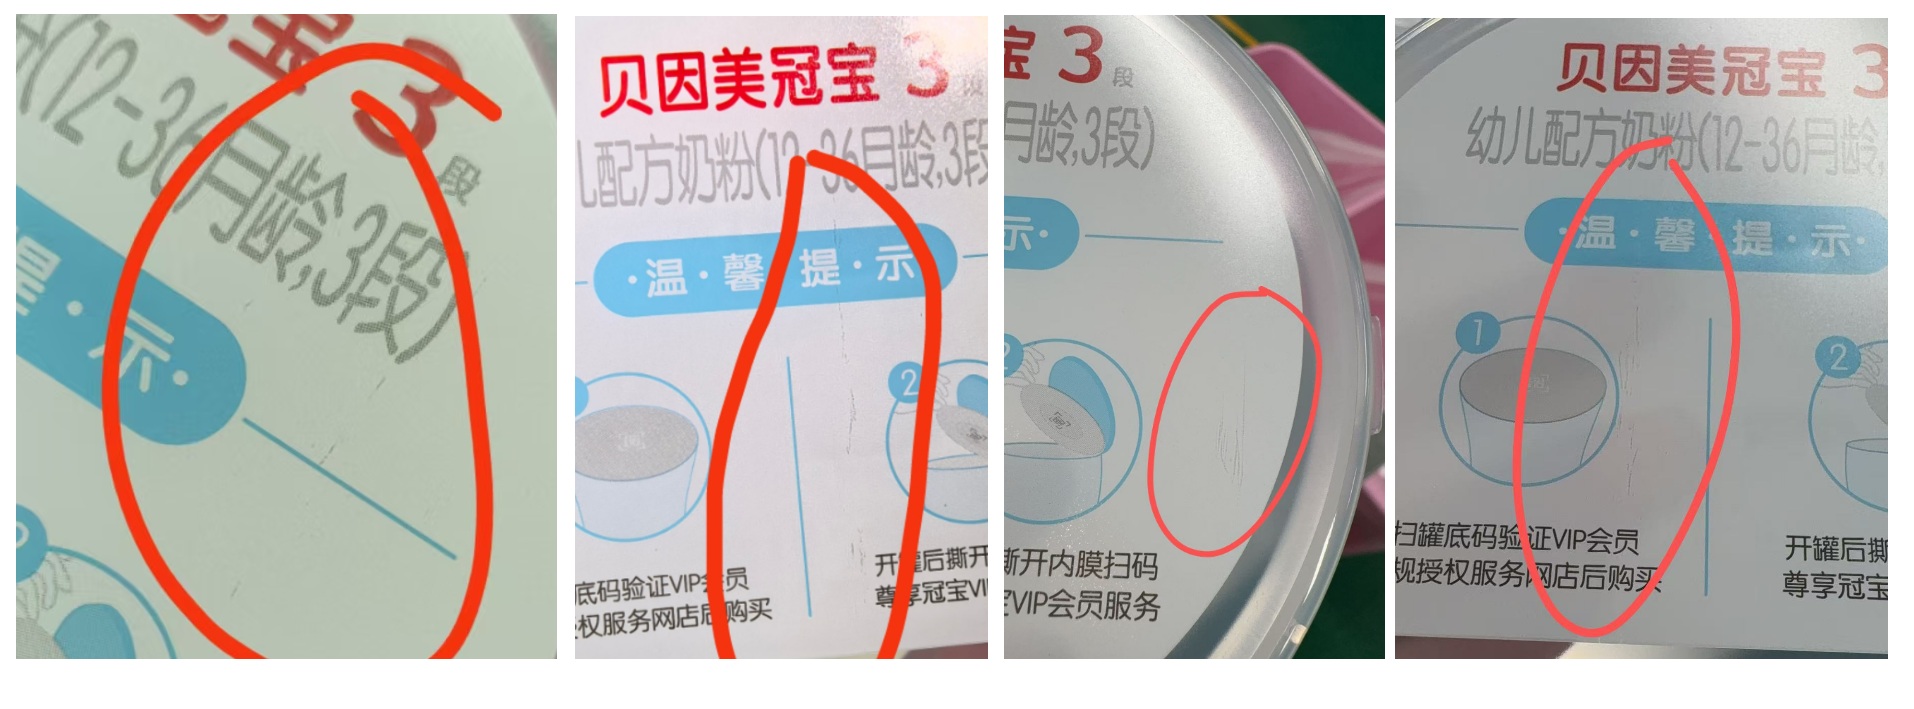 宝 3
段
(12-36月龄,3段)
提·示·
贝因美冠宝 3
段
配方奶粉(12-36月龄,3段
·温·馨 提·示
2
底码验证VIP会员
权服务网店后购买
开罐后撕开
尊享冠宝VI
宝 3
段
月龄,3段)
示·
2
撕开内膜扫码
VIP会员服务
贝因美冠宝 3
幼儿配方奶粉(12-36月龄,
·温·馨·提·示·
1
2
扫罐底码验证VIP会员
规授权服务网店后购买
开罐后撕
尊享冠宝